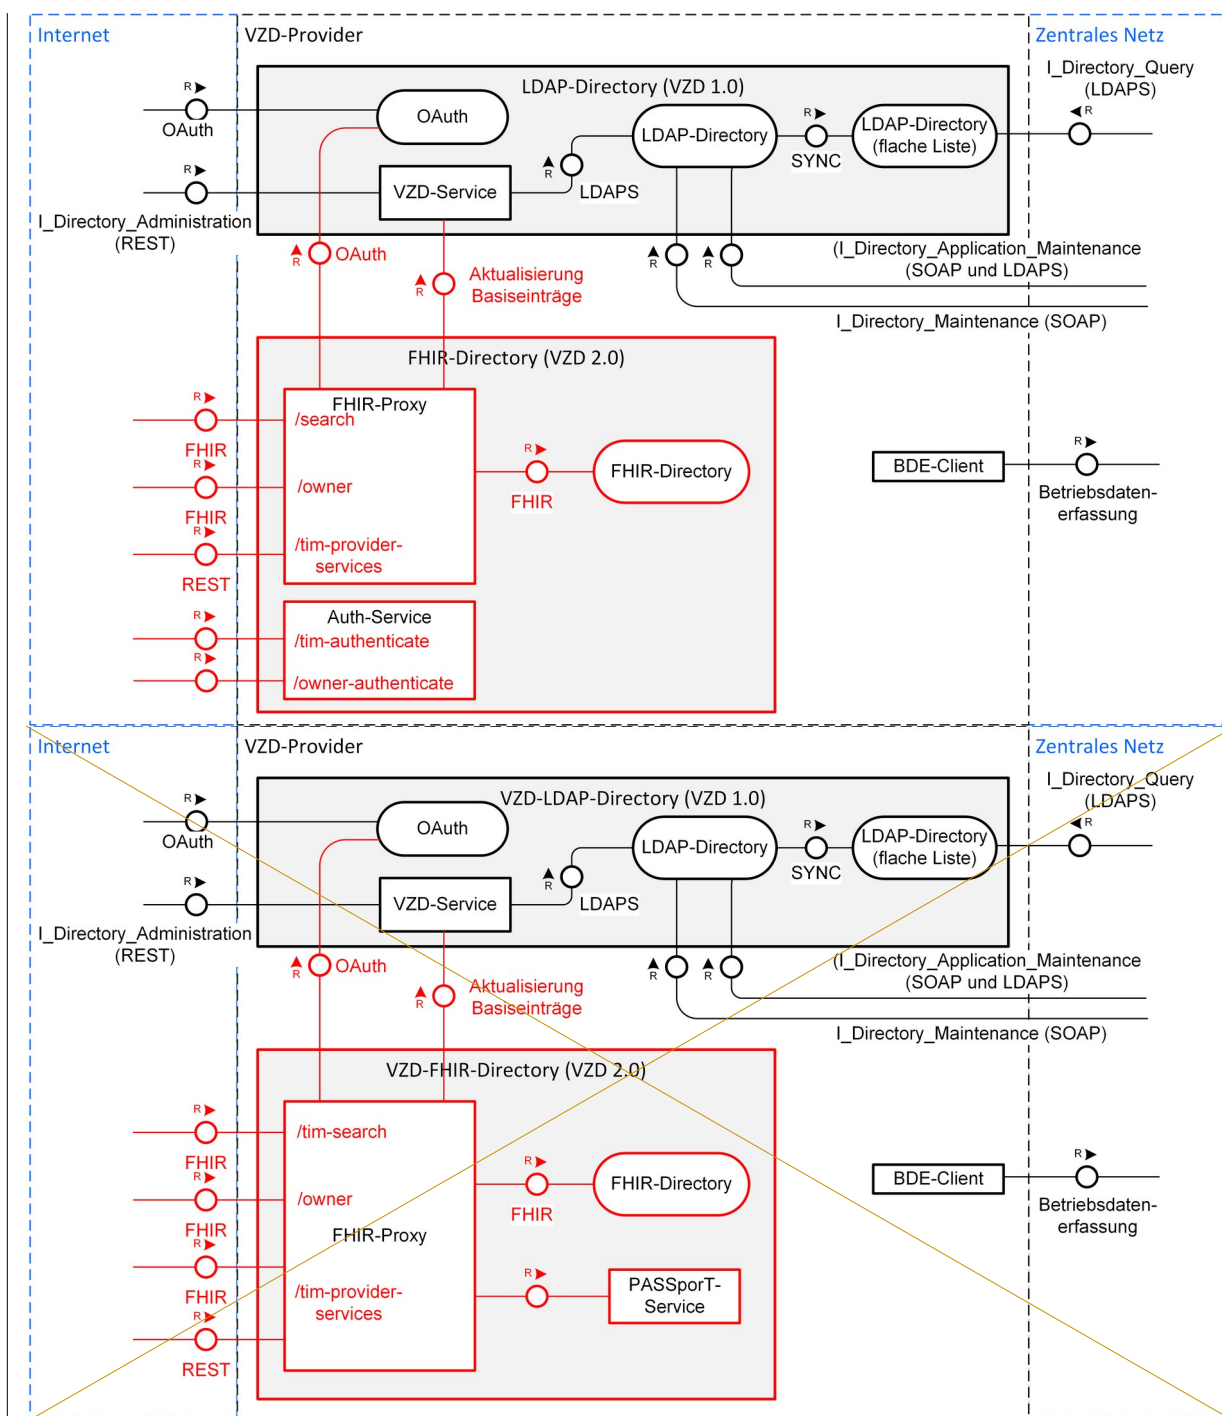 Internet
VZD-Provider
Zentrales Netz
I_Directory_Query
(LDAPS)
LDAP-Directory (VZD 1.0)
R
OAuth
OAuth
LDAP-Directory
R
SYNC
LDAP-Directory
(flache Liste)
R
R
I_Directory_Administration
(REST)
VZD-Service
R
LDAPS
R
OAuth
R
Aktualisierung
Basiseinträge
R
R
(I_Directory_Application_Maintenance
(SOAP und LDAPS)
I_Directory_Maintenance (SOAP)
FHIR-Directory (VZD 2.0)
FHIR-Proxy
R
/search
FHIR
R
/owner
FHIR
R
/tim-provider-
services
REST
R
FHIR
FHIR-Directory
BDE-Client
R
Betriebsdaten-
erfassung
Auth-Service
R
/tim-authenticate
R
/owner-authenticate
Internet
VZD-Provider
Zentrales Netz
I_Directory_Query
(LDAPS)
VZD-LDAP-Directory (VZD 1.0)
R
OAuth
OAuth
LDAP-Directory
R
SYNC
LDAP-Directory
(flache Liste)
R
R
I_Directory_Administration
(REST)
VZD-Service
R
LDAPS
R
OAuth
R
Aktualisierung
Basiseinträge
R
R
(I_Directory_Application_Maintenance
(SOAP und LDAPS)
I_Directory_Maintenance (SOAP)
VZD-FHIR-Directory (VZD 2.0)
R
/tim-search
FHIR
R
/owner
FHIR
FHIR-Proxy
R
FHIR
/tim-provider-
services
R
REST
R
FHIR
FHIR-Directory
R
PASSporT-
Service
BDE-Client
R
Betriebsdaten-
erfassung